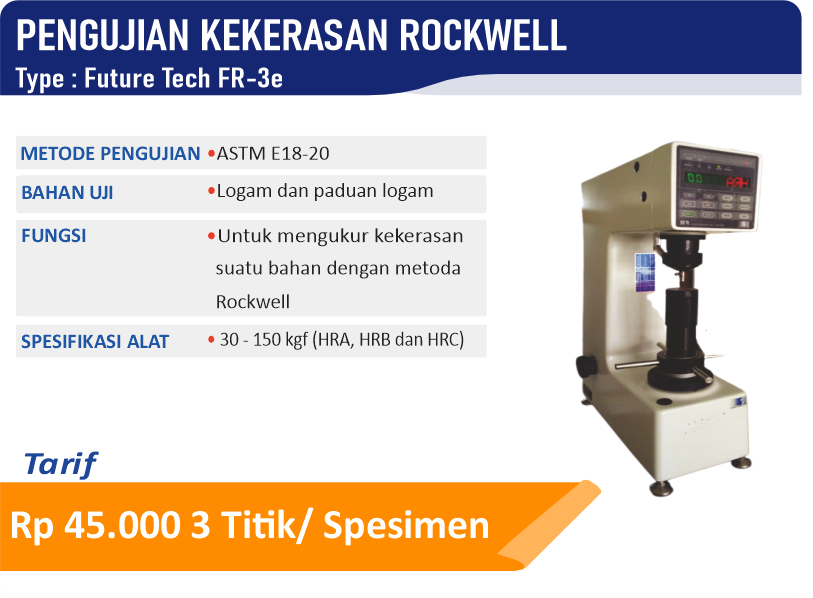 PENGUJIAN KEKERASAN ROCKWELL
Type : Future Tech FR-3e
METODE PENGUJIAN •ASTM E18-20
BAHAN UJI •Logam dan paduan logam
FUNGSI •Untuk mengukur kekerasan
suatu bahan dengan metoda
Rockwell
SPESIFIKASI ALAT • 30 - 150 kgf (HRA, HRB dan HRC)
Tarif
Rp 45.000 3 Titik/ Spesimen